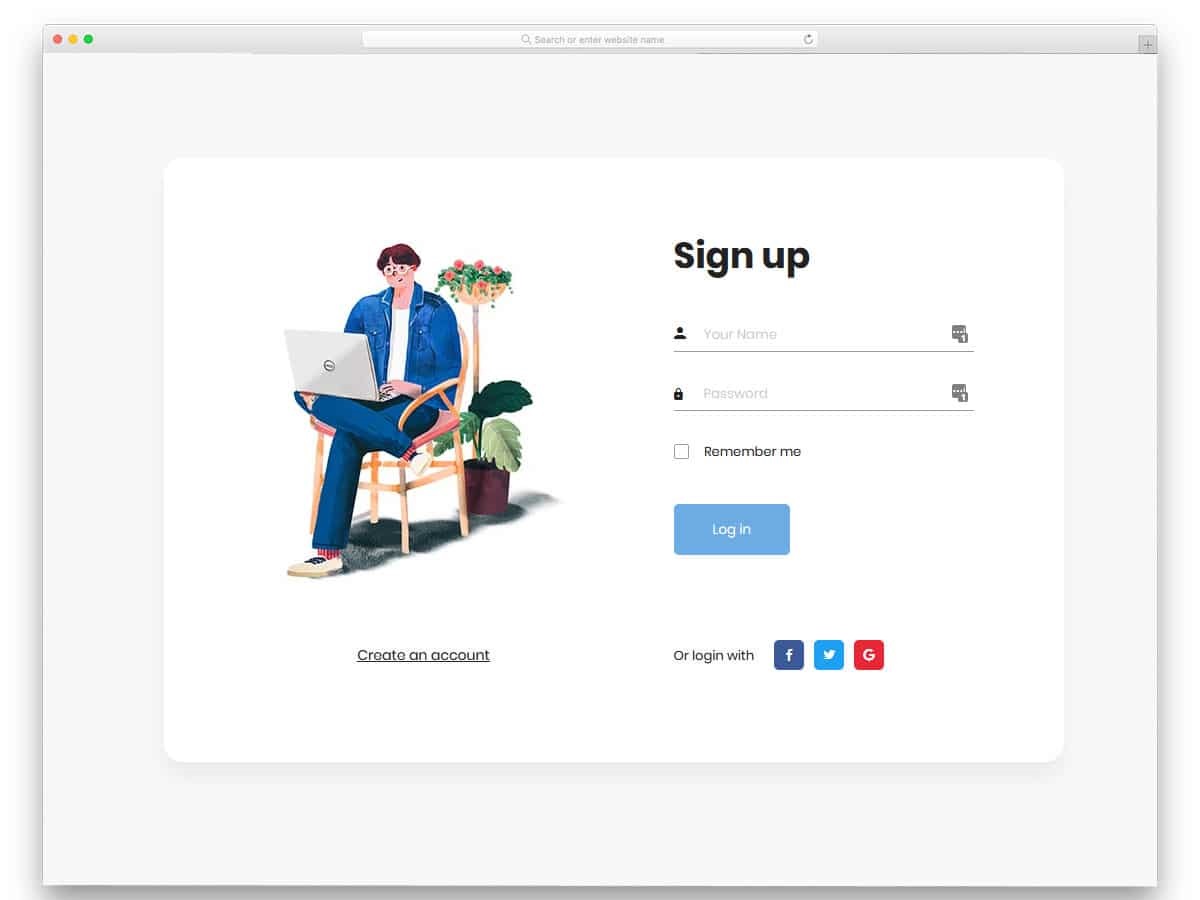 Search or enter website name
Sign up
Your Name
Password
Remember me
Log in
Create an account
Or login with